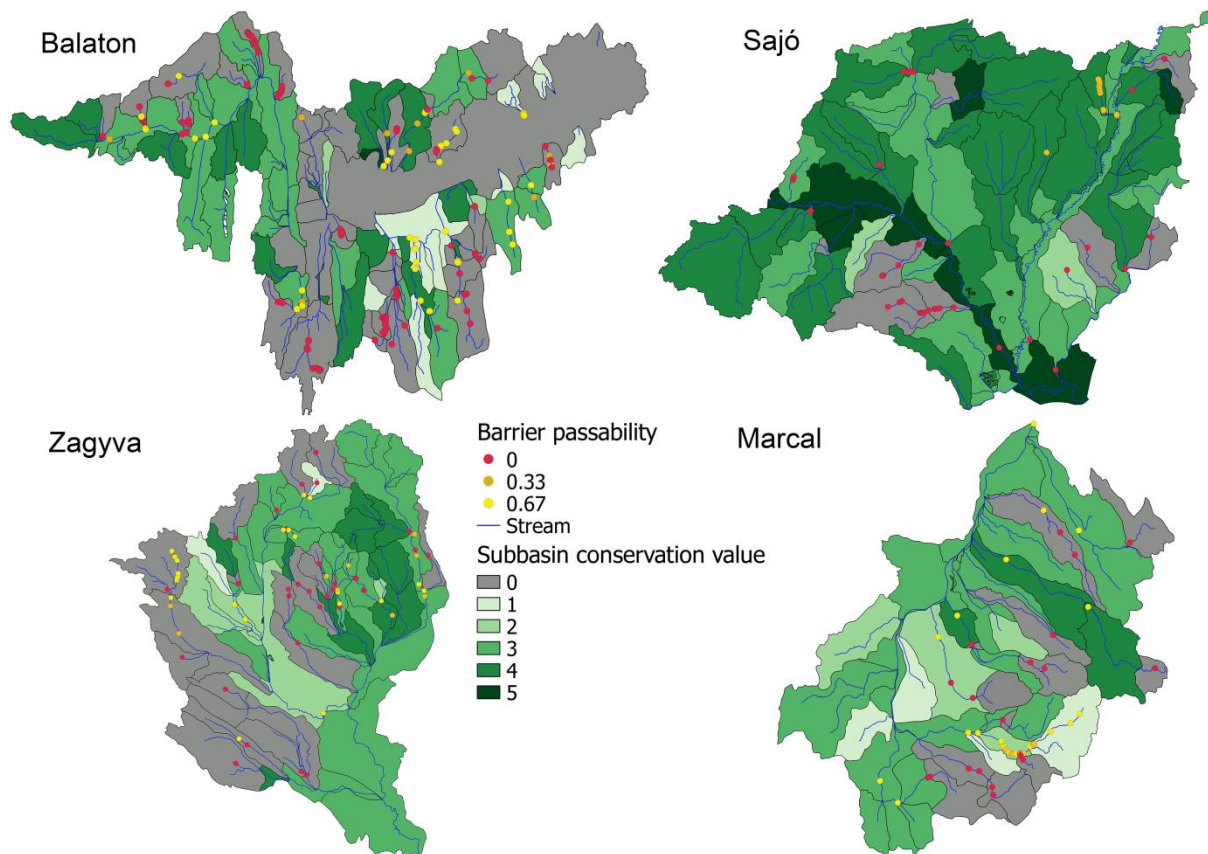 Balaton
Sajó
Zagyva
Marcal
Barrier passability
0
0.33
0.67
Stream
Subbasin conservation value
0
1
2
3
4
5